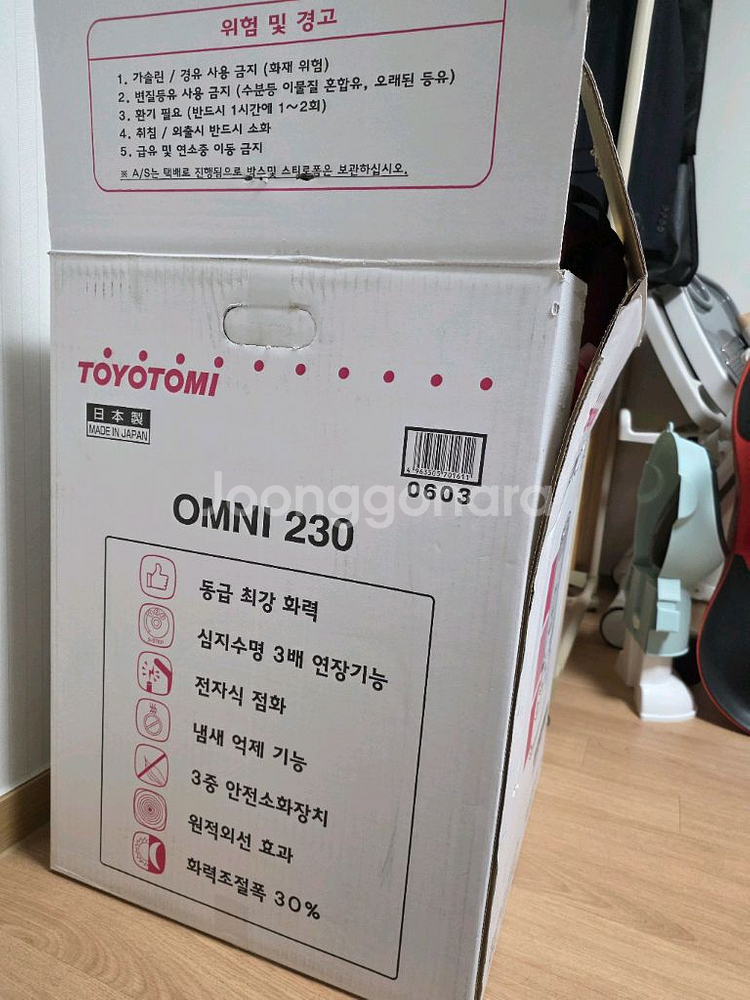 위험 및 경고
1. 가솔린 / 경유 사용 금지 (화재 위험)
2. 변질등유 사용 금지 (수분등 이물질 혼합유, 오래된 등유)
3. 환기 필요 (반드시 1시간에 1~2회)
4. 취침 / 외출시 반드시 소화
5. 급유 및 연소중 이동 금지
※ A/S는 택배로 진행됨으로 박스및 스티로폼은 보관하십시오.
TOYOTOMI
日本製
MADE IN JAPAN
4 963505 701611
0603
Joonggonara
OMNI 230
동급 최강 화력
심지수명 3배 연장기능
전자식 점화
냄새 억제 기능
3중 안전소화장치
원적외선 효과
화력조절폭 30%